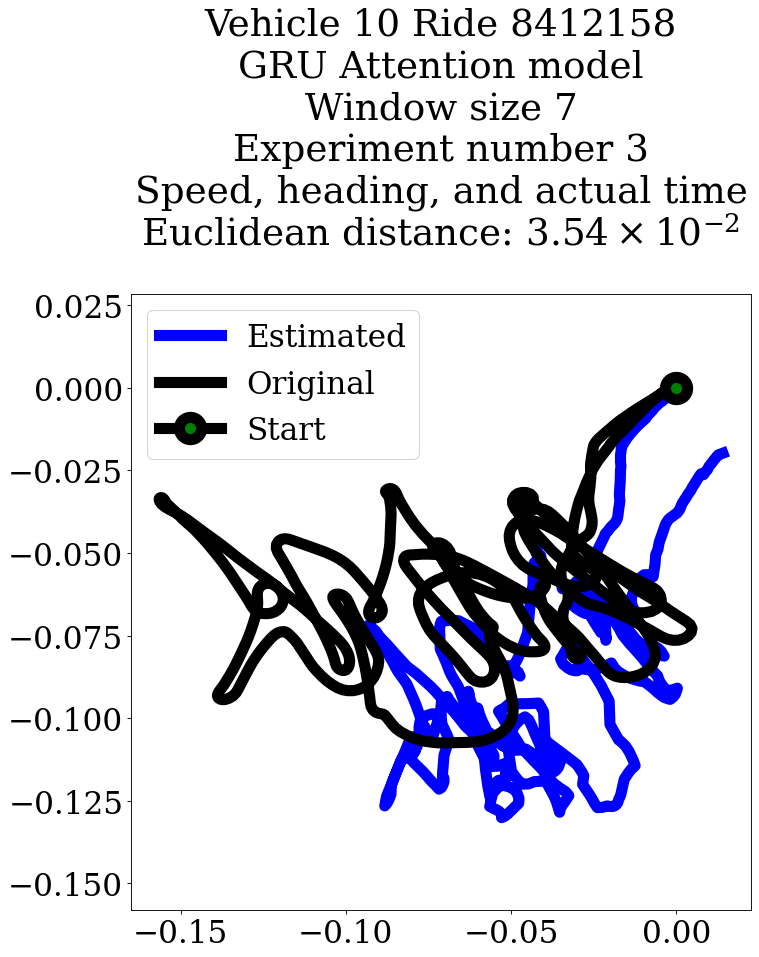 Vehicle 10 Ride 8412158
GRU Attention model
Window size 7
Experiment number 3
Speed, heading, and actual time
Euclidean distance: 3.54 × 10⁻²
0.025
Estimated
0.000
Original
Start
−0.025
−0.050
−0.075
−0.100
−0.125
−0.150
−0.15
−0.10
−0.05
0.00